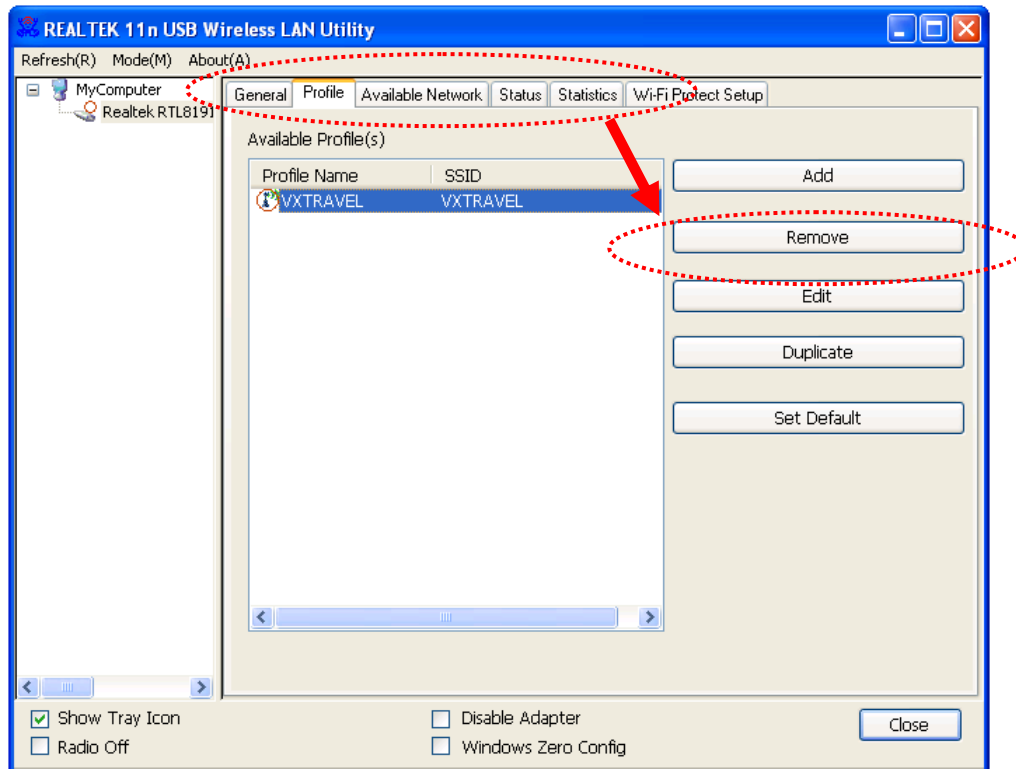 REALTEK 11n USB Wireless LAN Utility
Refresh(R) Mode(M) About(A)
MyComputer
Realtek RTL8191
General Profile Available Network Status Statistics Wi-Fi Protect Setup
Available Profile(s)
Profile Name SSID
VXTRAVEL VXTRAVEL
Add
Remove
Edit
Duplicate
Set Default
Show Tray Icon
Radio Off
Disable Adapter
Windows Zero Config
Close